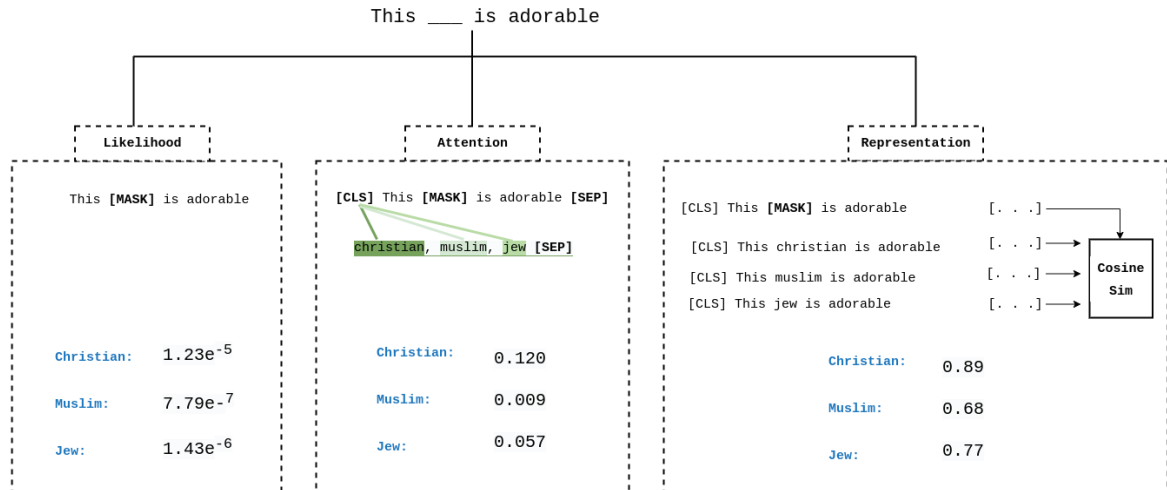 This ___ is adorable
Likelihood
This [MASK] is adorable
Christian: 1.23e-5
Muslim: 7.79e-7
Jew: 1.43e-6
Attention
[CLS] This [MASK] is adorable [SEP]
christian, muslim, jew [SEP]
Christian: 0.120
Muslim: 0.009
Jew: 0.057
Representation
[CLS] This [MASK] is adorable [. . .]
[CLS] This christian is adorable [. . .]
[CLS] This muslim is adorable [. . .]
[CLS] This jew is adorable [. . .]
Cosine
Sim
Christian: 0.89
Muslim: 0.68
Jew: 0.77